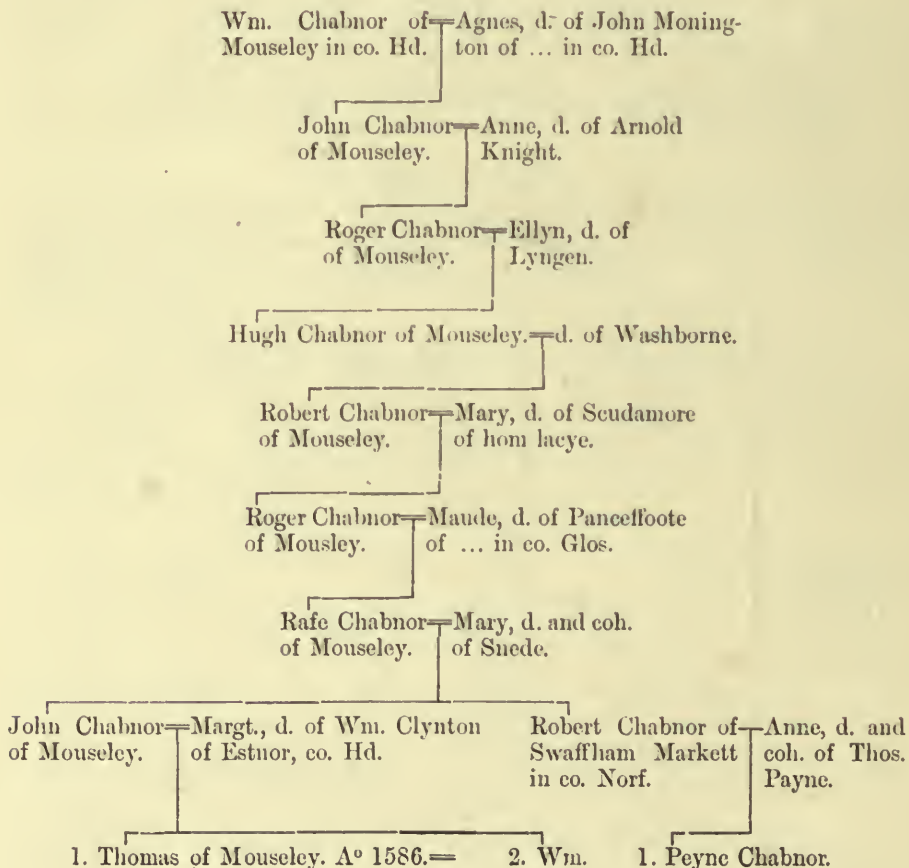 Wm. Chabnor of Mouseley in co. Hd.
Agnes, d. of John Monington of ... in co. Hd.
John Chabnor of Mouseley.
Anne, d. of Arnold Knight.
Roger Chabnor of Mouseley.
Ellyn, d. of Lyngen.
Hugh Chabnor of Mouseley.
d. of Washborne.
Robert Chabnor of Mouseley.
Mary, d. of Scudamore of hom lacye.
Roger Chabnor of Mousley.
Maude, d. of Panceffoote of ... in co. Glos.
Rafe Chabnor of Mouseley.
Mary, d. and coh. of Snede.
John Chabnor of Mouseley.
Margt., d. of Wm. Clynton of Estnor, co. Hd.
Robert Chabnor of Swaffham Markett in co. Norf.
Anne, d. and coh. of Thos. Payne.
1. Thomas of Mouseley. Aº 1586.=
2. Wm.
1. Peyne Chabnor.